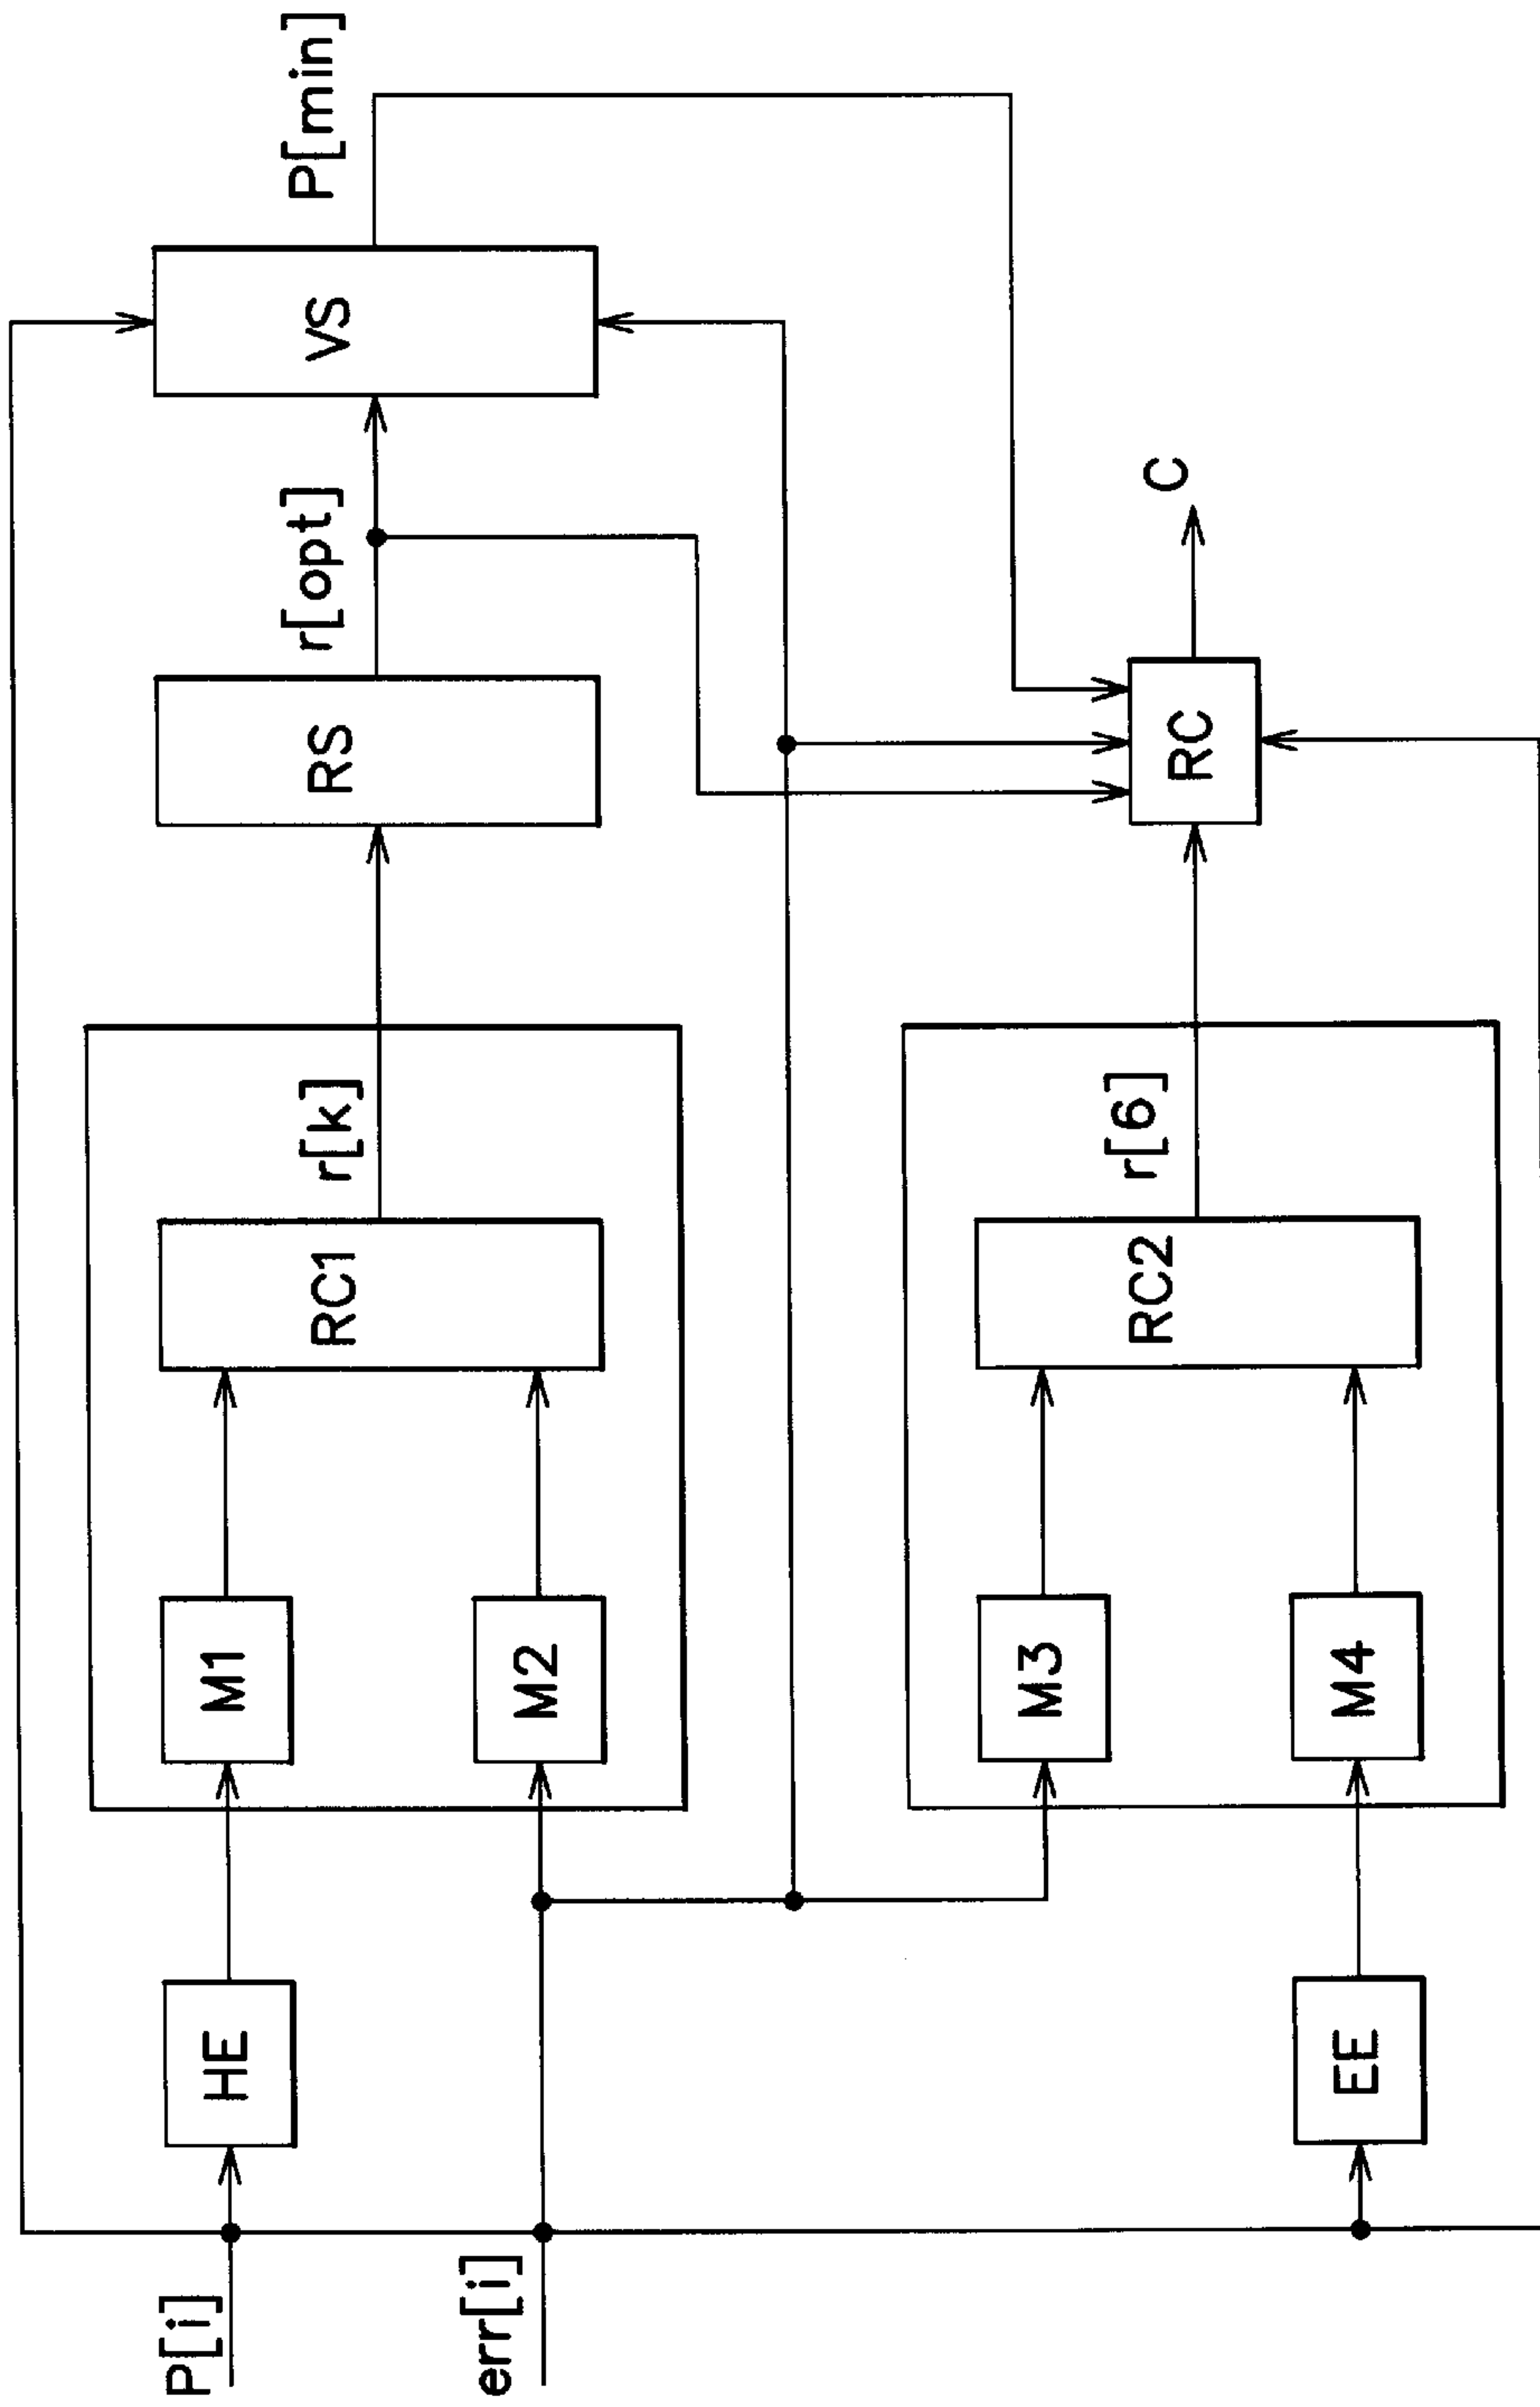 P[i]
err[i]
HE
EE
M1
M2
M3
M4
RC1
r[k]
RC2
r[6]
RS
r[opt]
VS
P[min]
RC
C